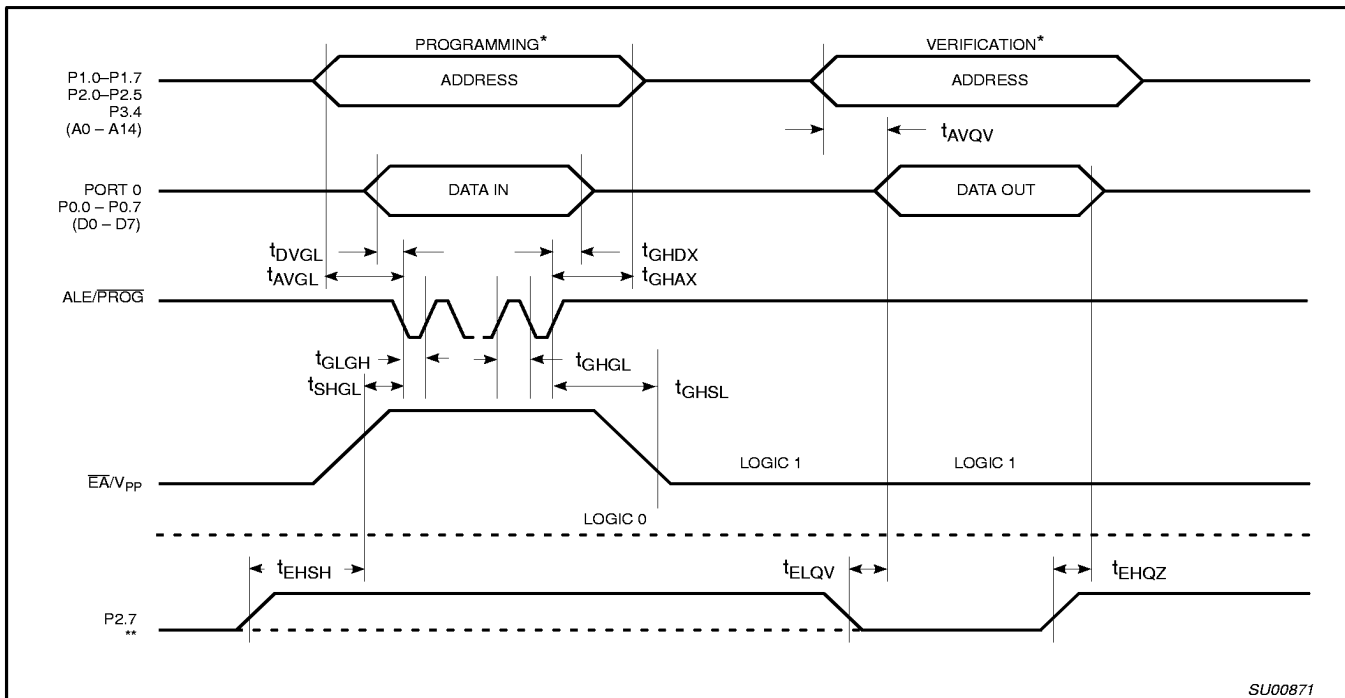 PROGRAMMING*
VERIFICATION*
P1.0–P1.7
P2.0–P2.5
P3.4
(A0 – A14)
ADDRESS
ADDRESS
tAVQV
PORT 0
P0.0 – P0.7
(D0 – D7)
DATA IN
DATA OUT
tDVGL
tGHDX
tAVGL
tGHAX
ALE/PROG
tGLGH
tGHGL
tSHGL
tGHSL
EA/VPP
LOGIC 1
LOGIC 1
LOGIC 0
tEHSH
tELQV
tEHQZ
P2.7
**
SU00871